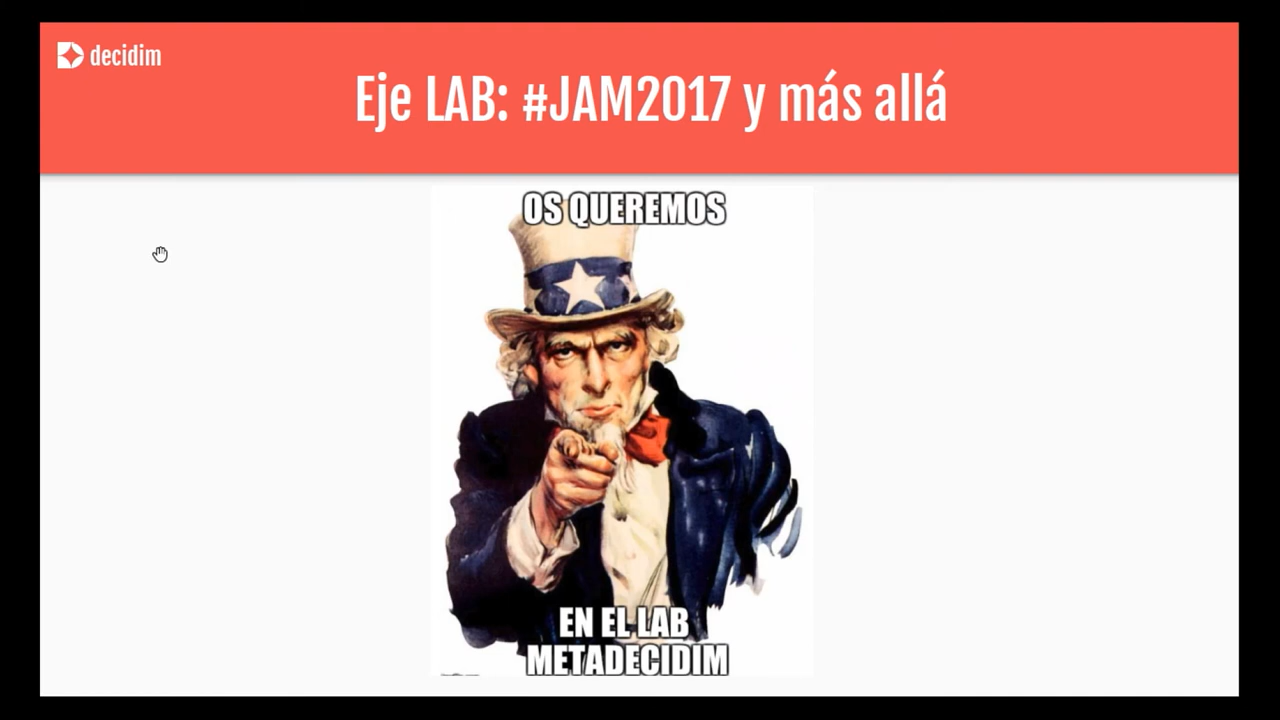 decidim
Eje LAB: #JAM2017 y más allá
OS QUEREMOS
EN EL LAB
METADECIDIM